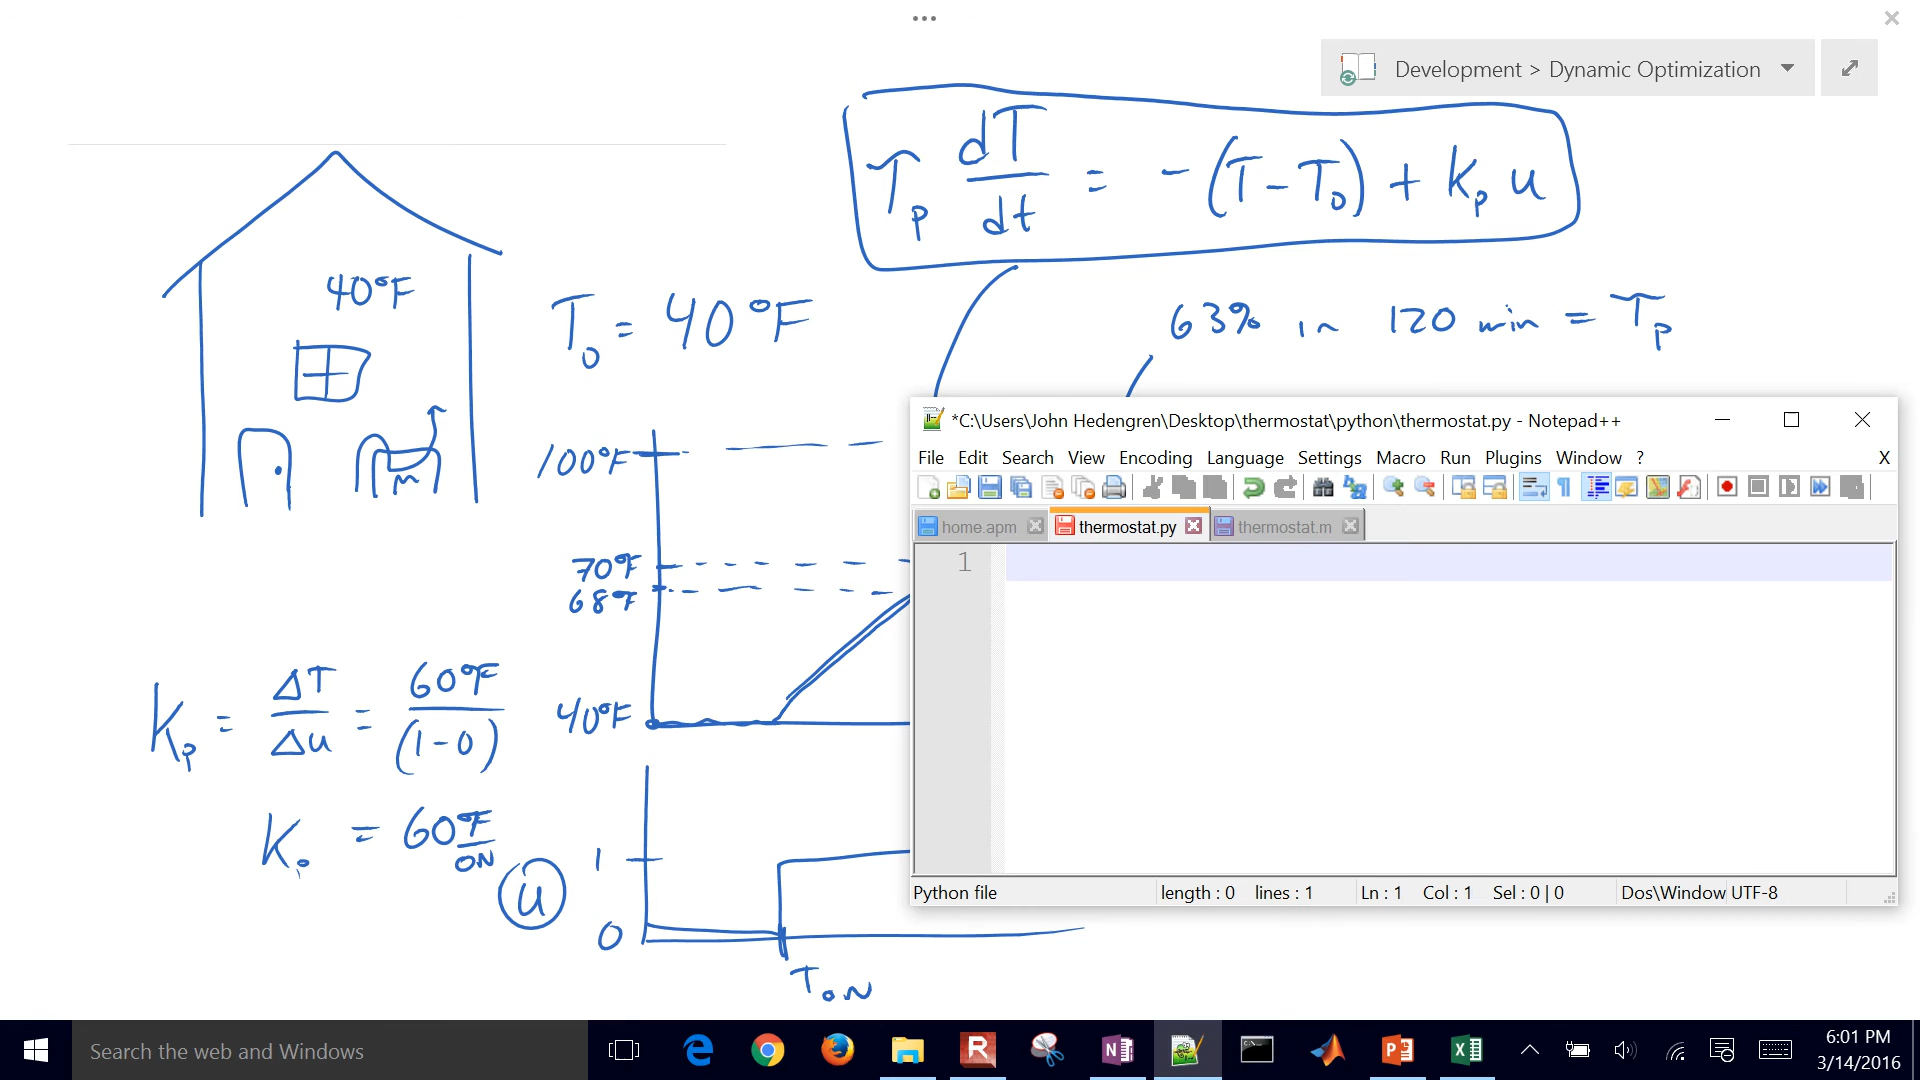 Development > Dynamic Optimization
τp dT/dt = -(T-T0) + Kp u
40°F
T0 = 40°F
63% in 120 min = τp
100°F
70°F
68°F
40°F
Kp = ΔT/Δu = 60°F/(1-0)
Kp = 60°F/ON
u
1
0
TON
*C:\Users\John Hedengren\Desktop\thermostat\python\thermostat.py - Notepad++
File Edit Search View Encoding Language Settings Macro Run Plugins Window ? X
home.apm thermostat.py thermostat.m
1
Python file length : 0 lines : 1 Ln : 1 Col : 1 Sel : 0 | 0 Dos\Window UTF-8
Search the web and Windows
6:01 PM
3/14/2016